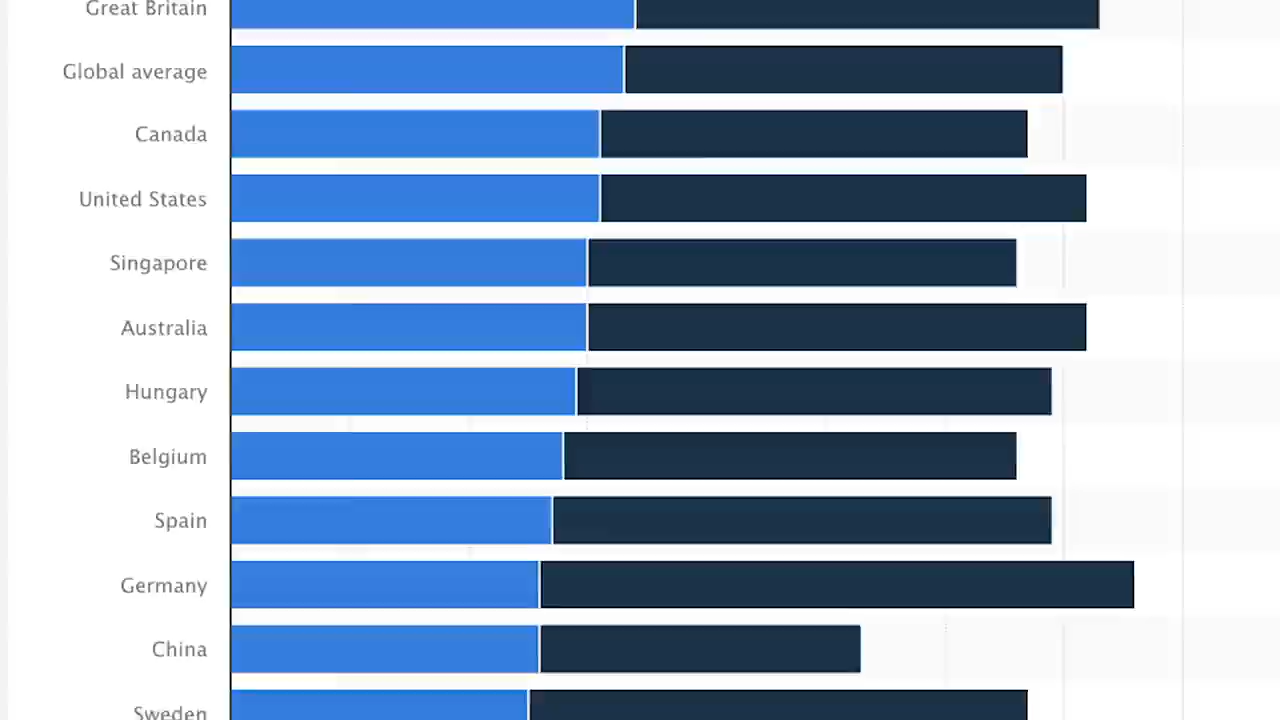 Great Britain
Global average
Canada
United States
Singapore
Australia
Hungary
Belgium
Spain
Germany
China
Sweden